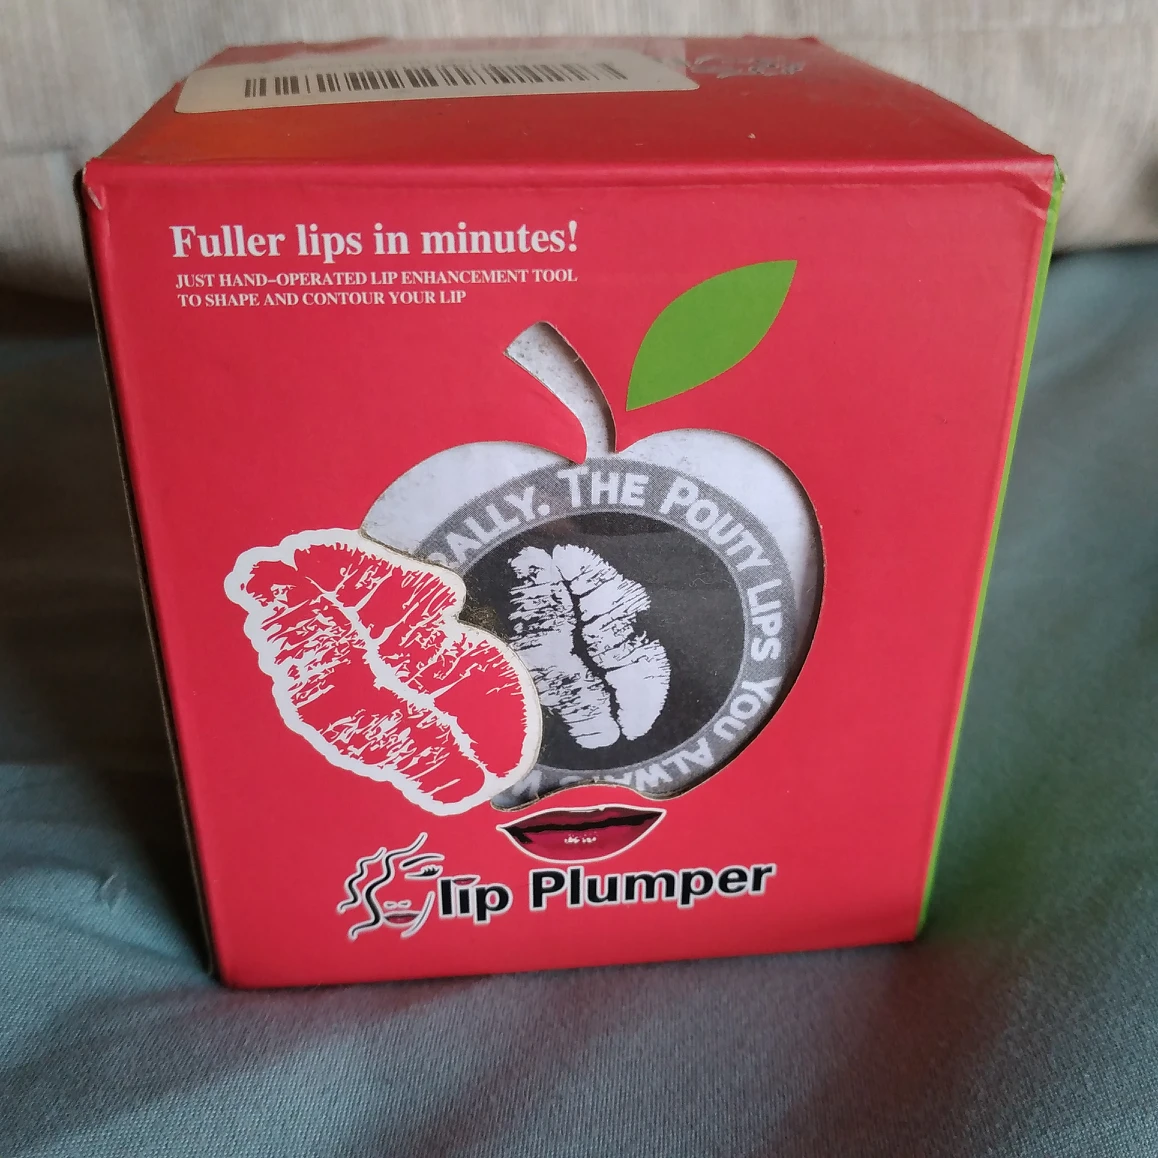 Fuller lips in minutes!
JUST HAND-OPERATED LIP ENHANCEMENT TOOL
TO SHAPE AND CONTOUR YOUR LIP
THE POUTY LIPS YOU ALWAYS
lip Plumper